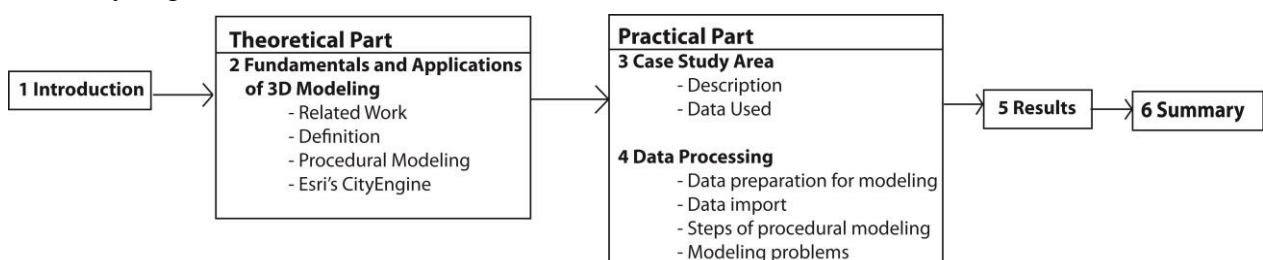 1 Introduction
Theoretical Part
2 Fundamentals and Applications
of 3D Modeling
- Related Work
- Definition
- Procedural Modeling
- Esri's CityEngine
Practical Part
3 Case Study Area
- Description
- Data Used
4 Data Processing
- Data preparation for modeling
- Data import
- Steps of procedural modeling
- Modeling problems
5 Results
6 Summary